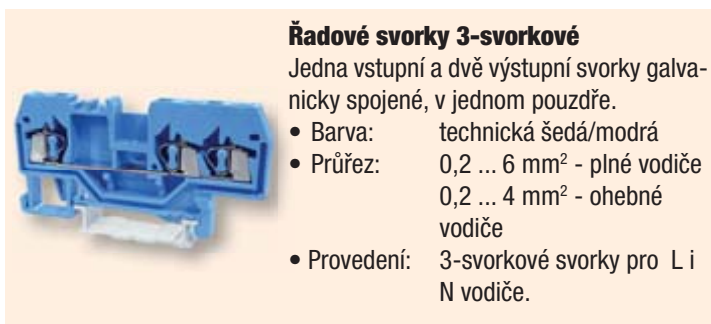 Řadové svorky 3-svorkové
Jedna vstupní a dvě výstupní svorky galva-
nicky spojené, v jednom pouzdře.
• Barva: technická šedá/modrá
• Průřez: 0,2 ... 6 mm² - plné vodiče
0,2 ... 4 mm² - ohebné
vodiče
• Provedení: 3-svorkové svorky pro L i
N vodiče.